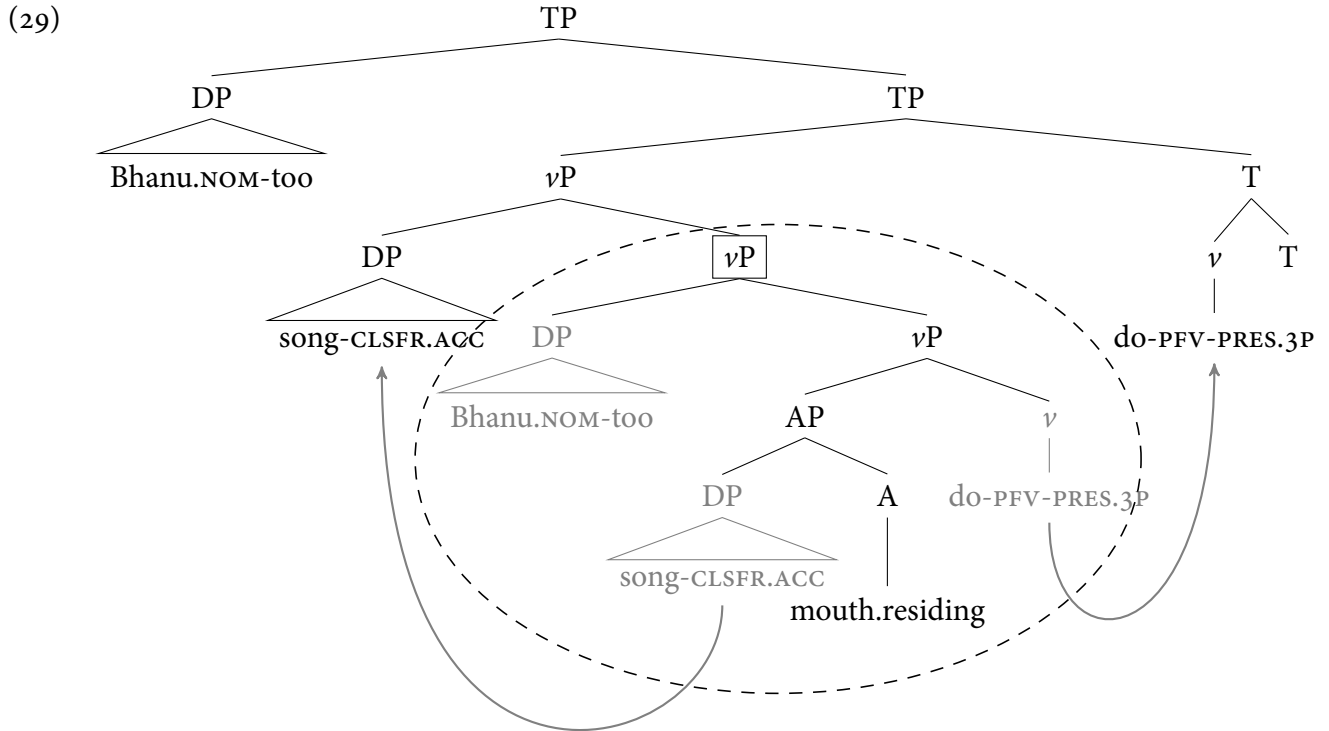 (29) TP
DP TP
Bhanu.NOM-too vP T
DP vP v T
song-CLSFR.ACC DP vP do-PFV-PRES.3P
Bhanu.NOM-too AP v
DP A do-PFV-PRES.3P
song-CLSFR.ACC
mouth.residing